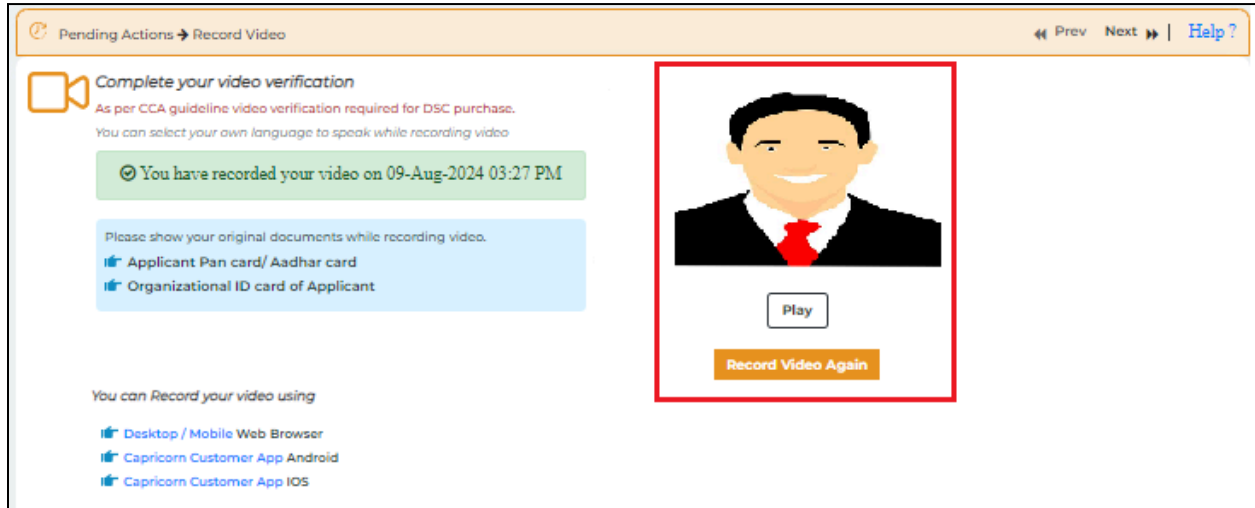 Pending Actions → Record Video
Prev Next | Help ?
Complete your video verification
As per CCA guideline video verification required for DSC purchase.
You can select your own language to speak while recording video
You have recorded your video on 09-Aug-2024 03:27 PM
Please show your original documents while recording video.
Applicant Pan card/ Aadhar card
Organizational ID card of Applicant
Play
Record Video Again
You can Record your video using
Desktop / Mobile Web Browser
Capricorn Customer App Android
Capricorn Customer App IOS